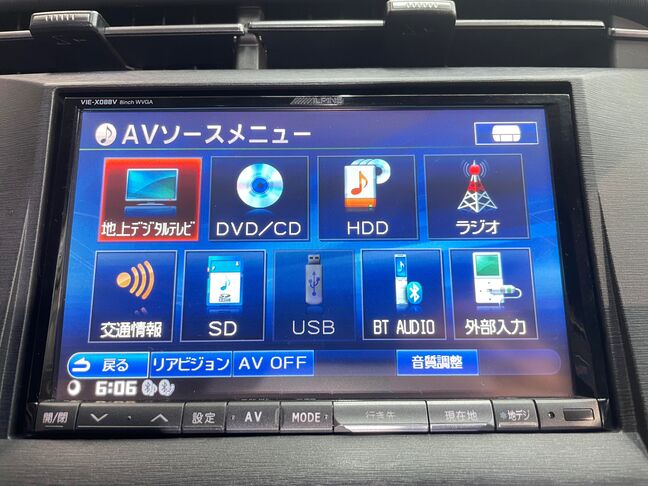 VIE-X088V 8inch WVGA
ALPINE
AVソースメニュー
地上デジタルテレビ
DVD/CD
HDD
ラジオ
交通情報
SD
USB
BT AUDIO
外部入力
戻る
リアビジョン
AV OFF
音質調整
6:06
開/閉
設定
AV
MODE
行き先
現在地
地デジ